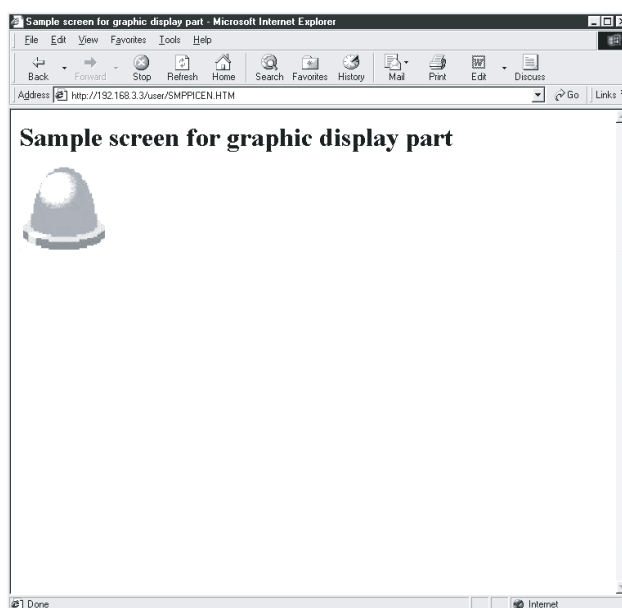 Sample screen for graphic display part - Microsoft Internet Explorer
File Edit View Favorites Tools Help
Back Forward Stop Refresh Home Search Favorites History Mail Print Edit Discuss
Address http://192.168.3.3/user/SMPPICEN.HTM Go Links
Sample screen for graphic display part
Done Internet